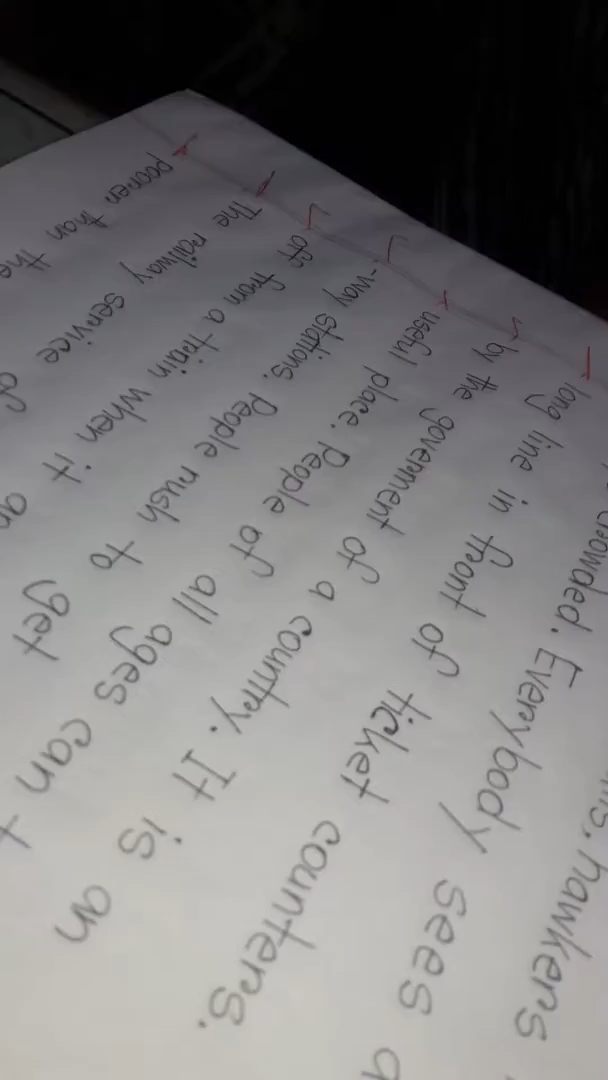 hawkers
crowded. Everybody sees a
long line in front of ticket counters.
by the goverment of a country. It is an
useful place. People of all ages can
-way stations. People rush to get
off from a train when it
The railway service of
poorer than the